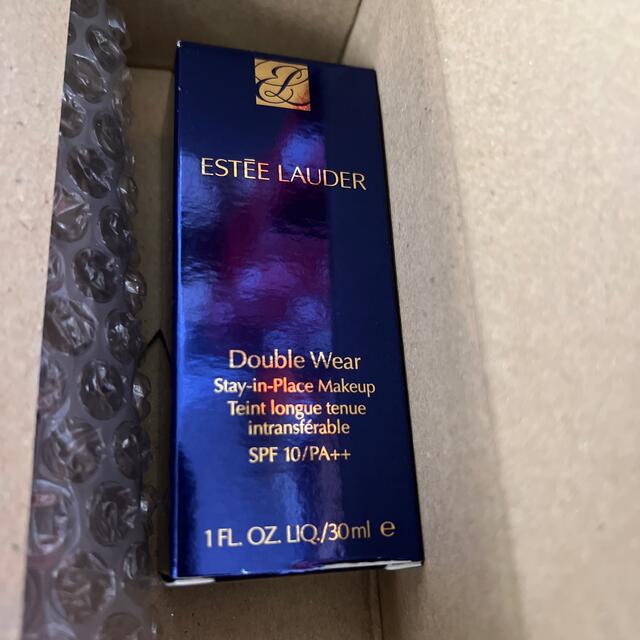 EL
ESTĒE LAUDER
Double Wear
Stay-in-Place Makeup
Teint longue tenue
intransférable
SPF 10/PA++
1 FL. OZ. LIQ./30ml e